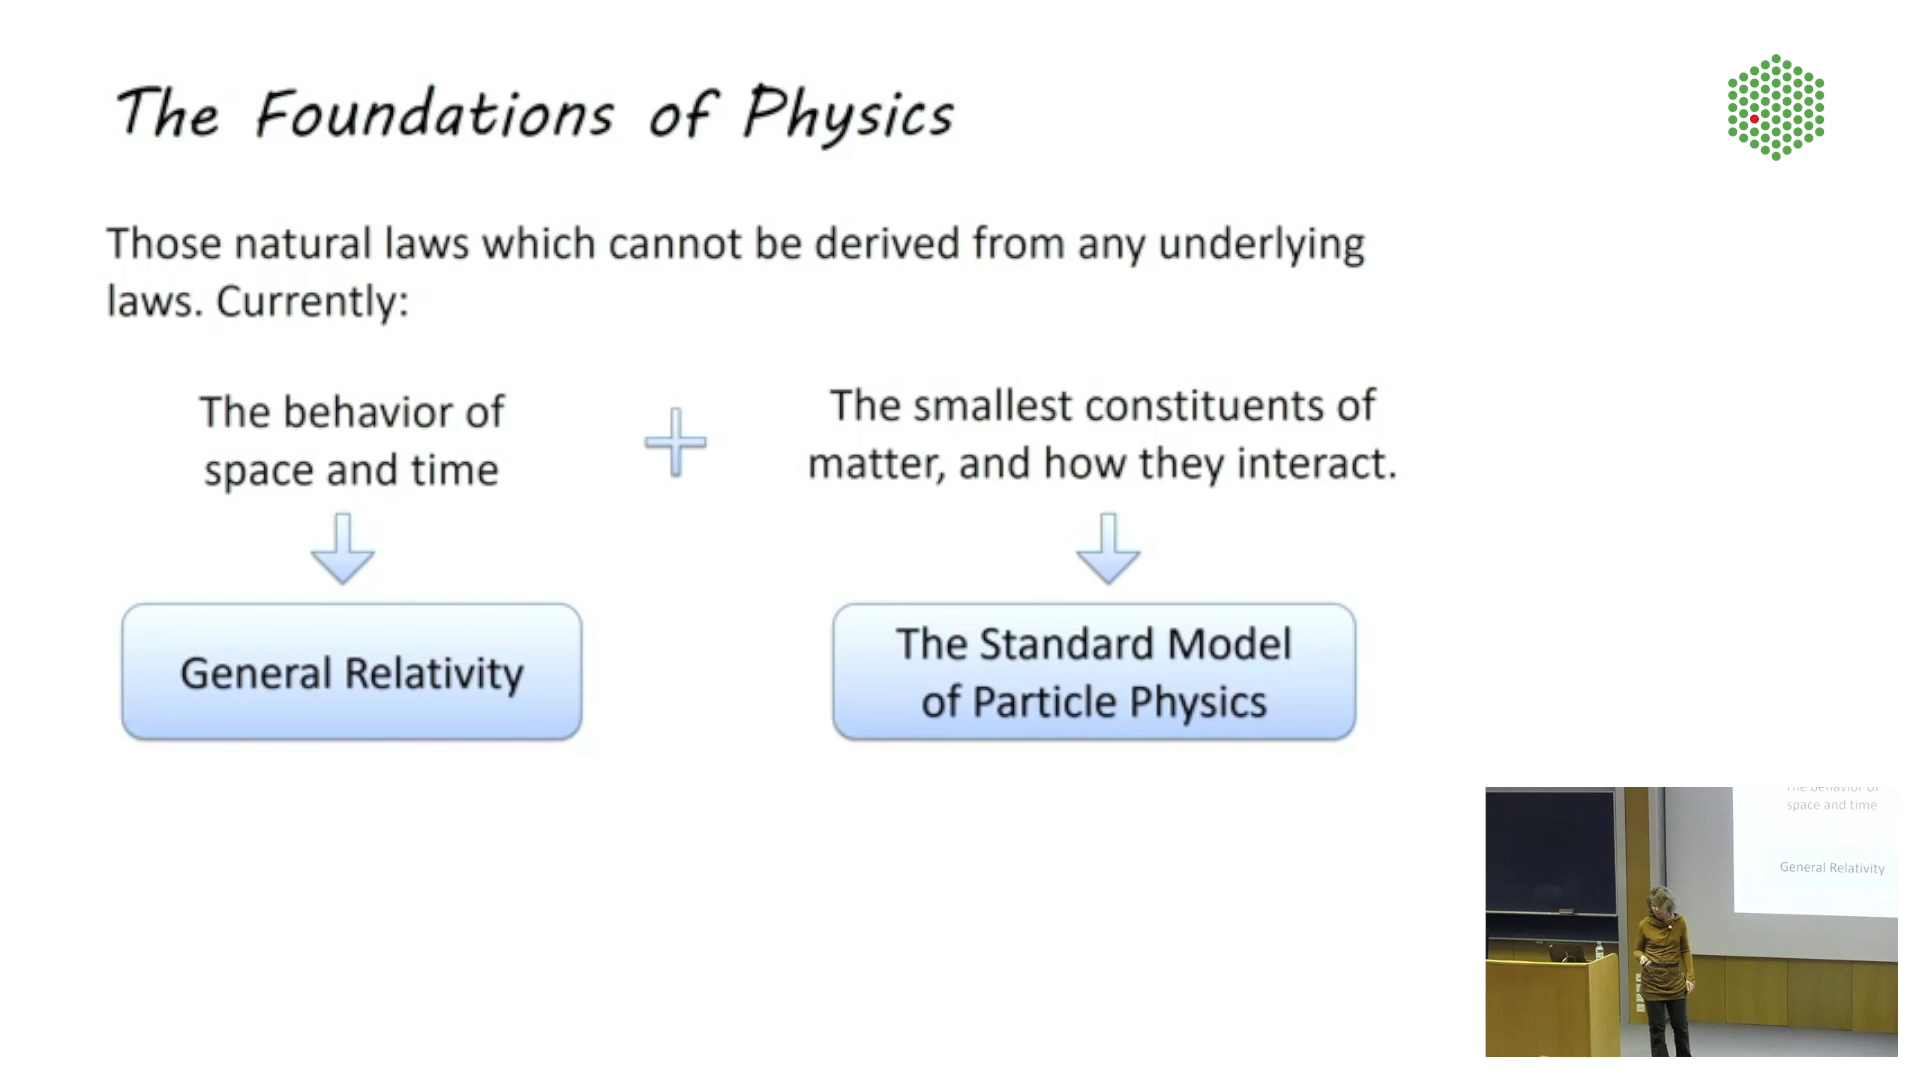 The Foundations of Physics
Those natural laws which cannot be derived from any underlying
laws. Currently:
The behavior of
space and time
+
The smallest constituents of
matter, and how they interact.
General Relativity
The Standard Model
of Particle Physics
The behavior of
space and time
General Relativity